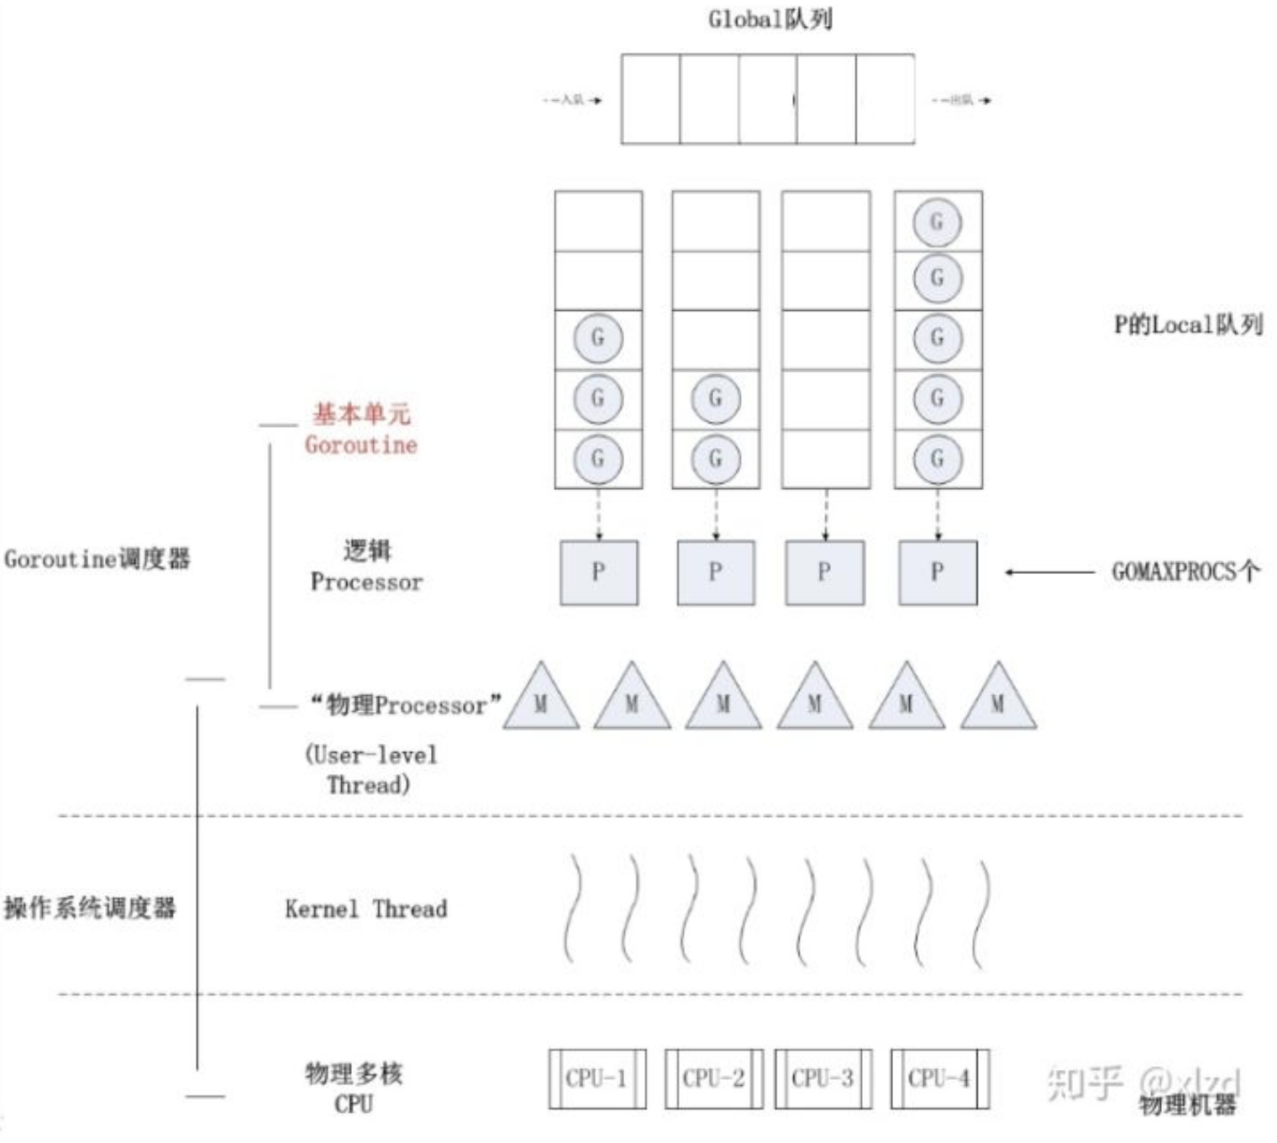 Global队列
入队
出队
G
G
G
P的Local队列
G
G
基本单元
G
G
G
Goroutine
G
G
G
Goroutine调度器
逻辑
Processor
P
P
P
P
GOMAXPROCS个
“物理Processor”
M
M
M
M
M
M
(User-level
Thread)
操作系统调度器
Kernel Thread
物理多核
CPU
CPU-1
CPU-2
CPU-3
CPU-4
知乎 @xlzd
物理机器